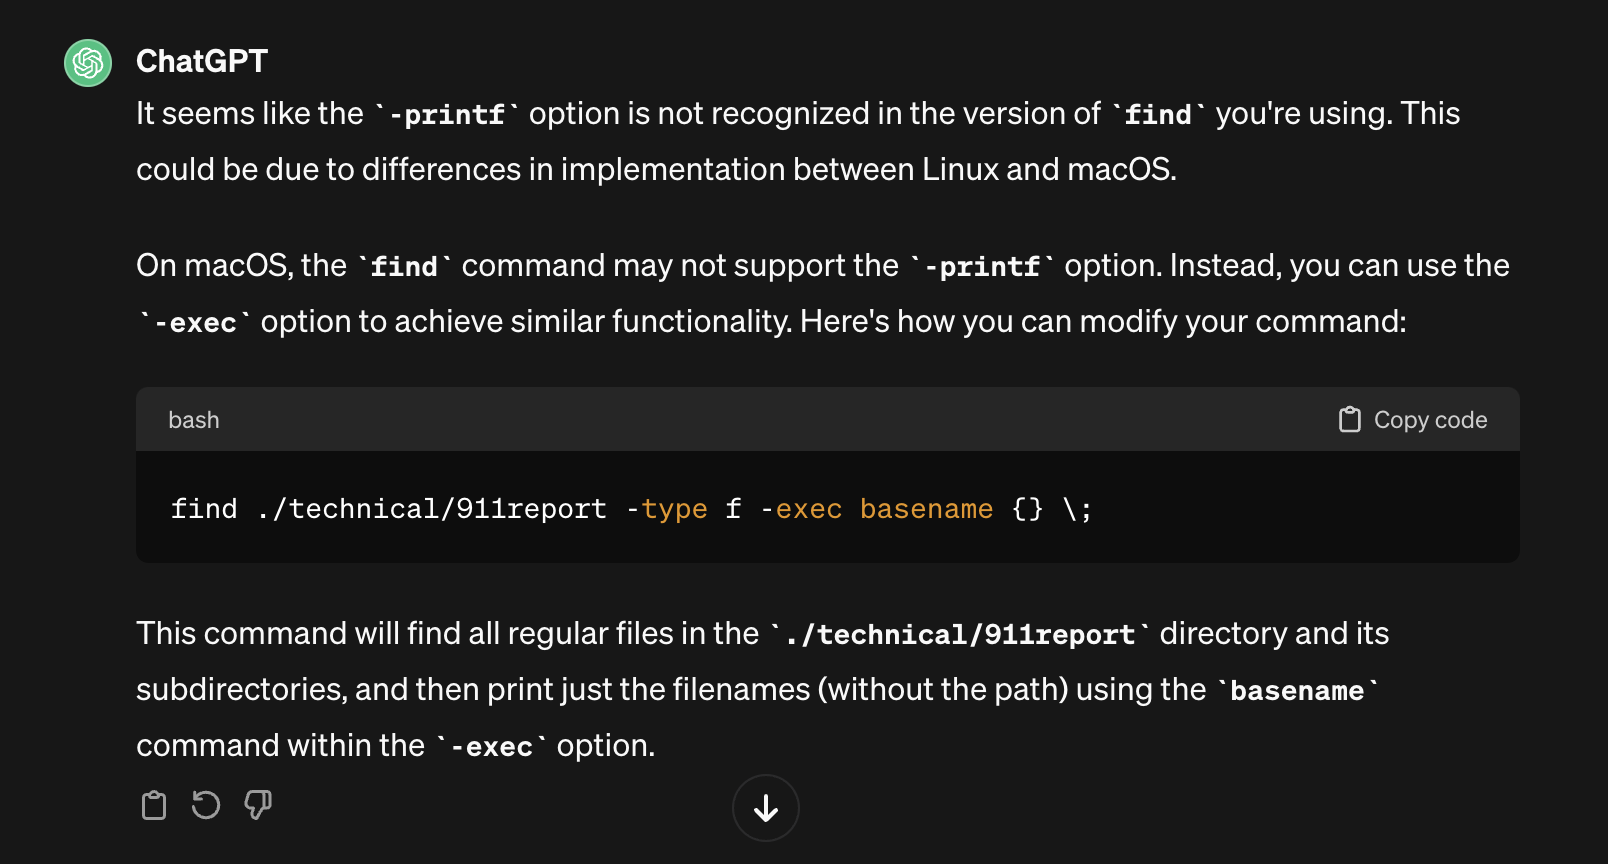 ChatGPT
It seems like the `-printf` option is not recognized in the version of `find` you're using. This
could be due to differences in implementation between Linux and macOS.
On macOS, the `find` command may not support the `-printf` option. Instead, you can use the
`-exec` option to achieve similar functionality. Here's how you can modify your command:
bash
Copy code
find ./technical/911report -type f -exec basename {} \;
This command will find all regular files in the `./technical/911report` directory and its
subdirectories, and then print just the filenames (without the path) using the `basename`
command within the `-exec` option.